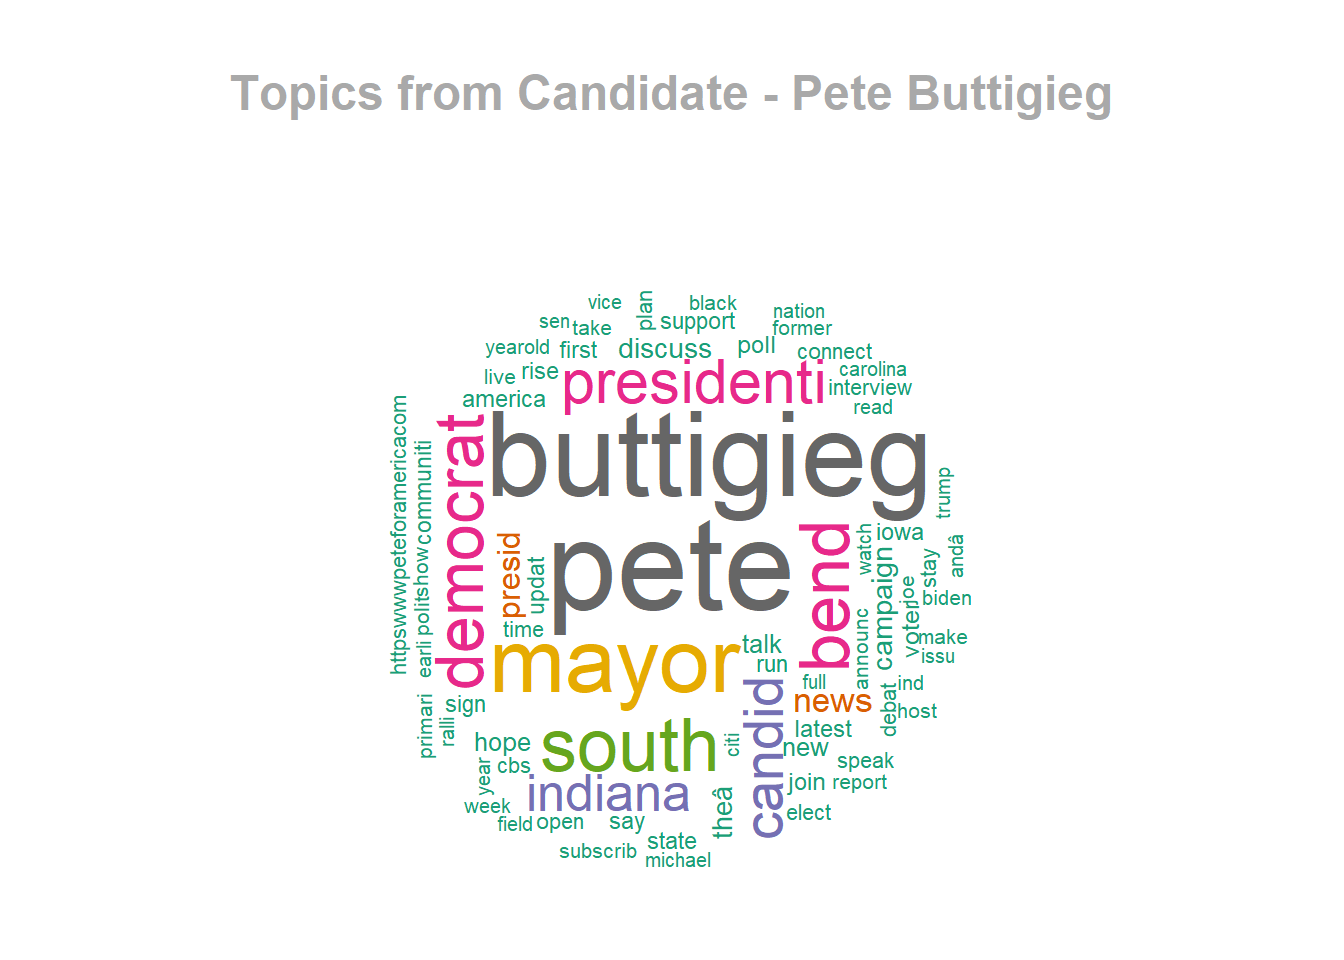 Topics from Candidate - Pete Buttigieg
vice
plan
black
nation
sen
take
support
former
yearold
first
discuss
poll
connect
live
rise
presidenti
carolina
interview
america
read
httpswwwpeteforamericacom
communiti
democrat
buttigieg
trump
presid
updat
pete
bend
watch
iowa
andâ
stay
campaign
joe
biden
show
polit
earli
time
mayor
talk
run
announc
voter
make
issu
full
ind
primari
ralli
sign
candid
news
debat
host
hope
south
citi
latest
new
cbs
year
speak
indiana
join
report
week
field
open
say
theâ
elect
state
subscrib
michael